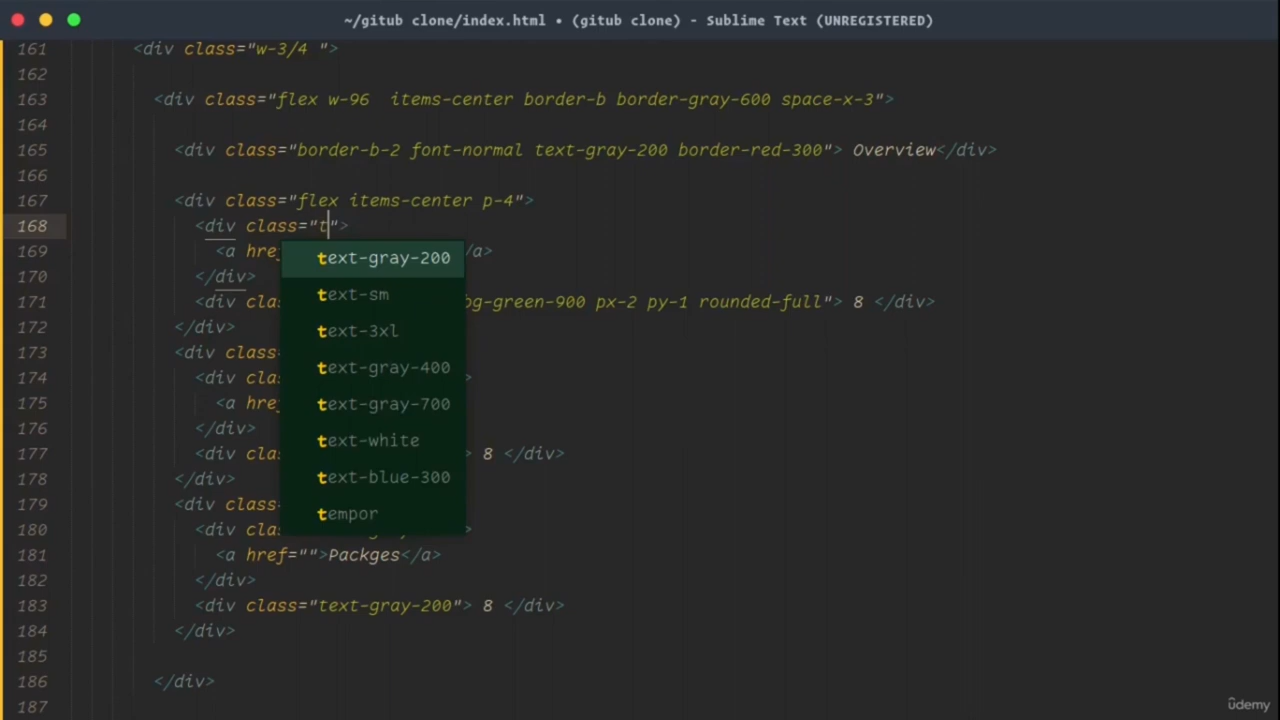 ~/gitub clone/index.html • (gitub clone) - Sublime Text (UNREGISTERED)
161 <div class="w-3/4 ">
162
163 <div class="flex w-96  items-center border-b border-gray-600 space-x-3">
164
165 <div class="border-b-2 font-normal text-gray-200 border-red-300"> Overview</div>
166
167 <div class="flex items-center p-4">
168 <div class="t">
169 <a hre /a>
170 </div>
171 <div clas bg-green-900 px-2 py-1 rounded-full"> 8 </div>
172 </div>
173 <div class
174 <div clas >
175 <a hre
176 </div>
177 <div clas > 8 </div>
178 </div>
179 <div class
180 <div clas >
181 <a href="">Packges</a>
182 </div>
183 <div class="text-gray-200"> 8 </div>
184 </div>
185
186 </div>
187
text-gray-200
text-sm
text-3xl
text-gray-400
text-gray-700
text-white
text-blue-300
tempor
ûdemy